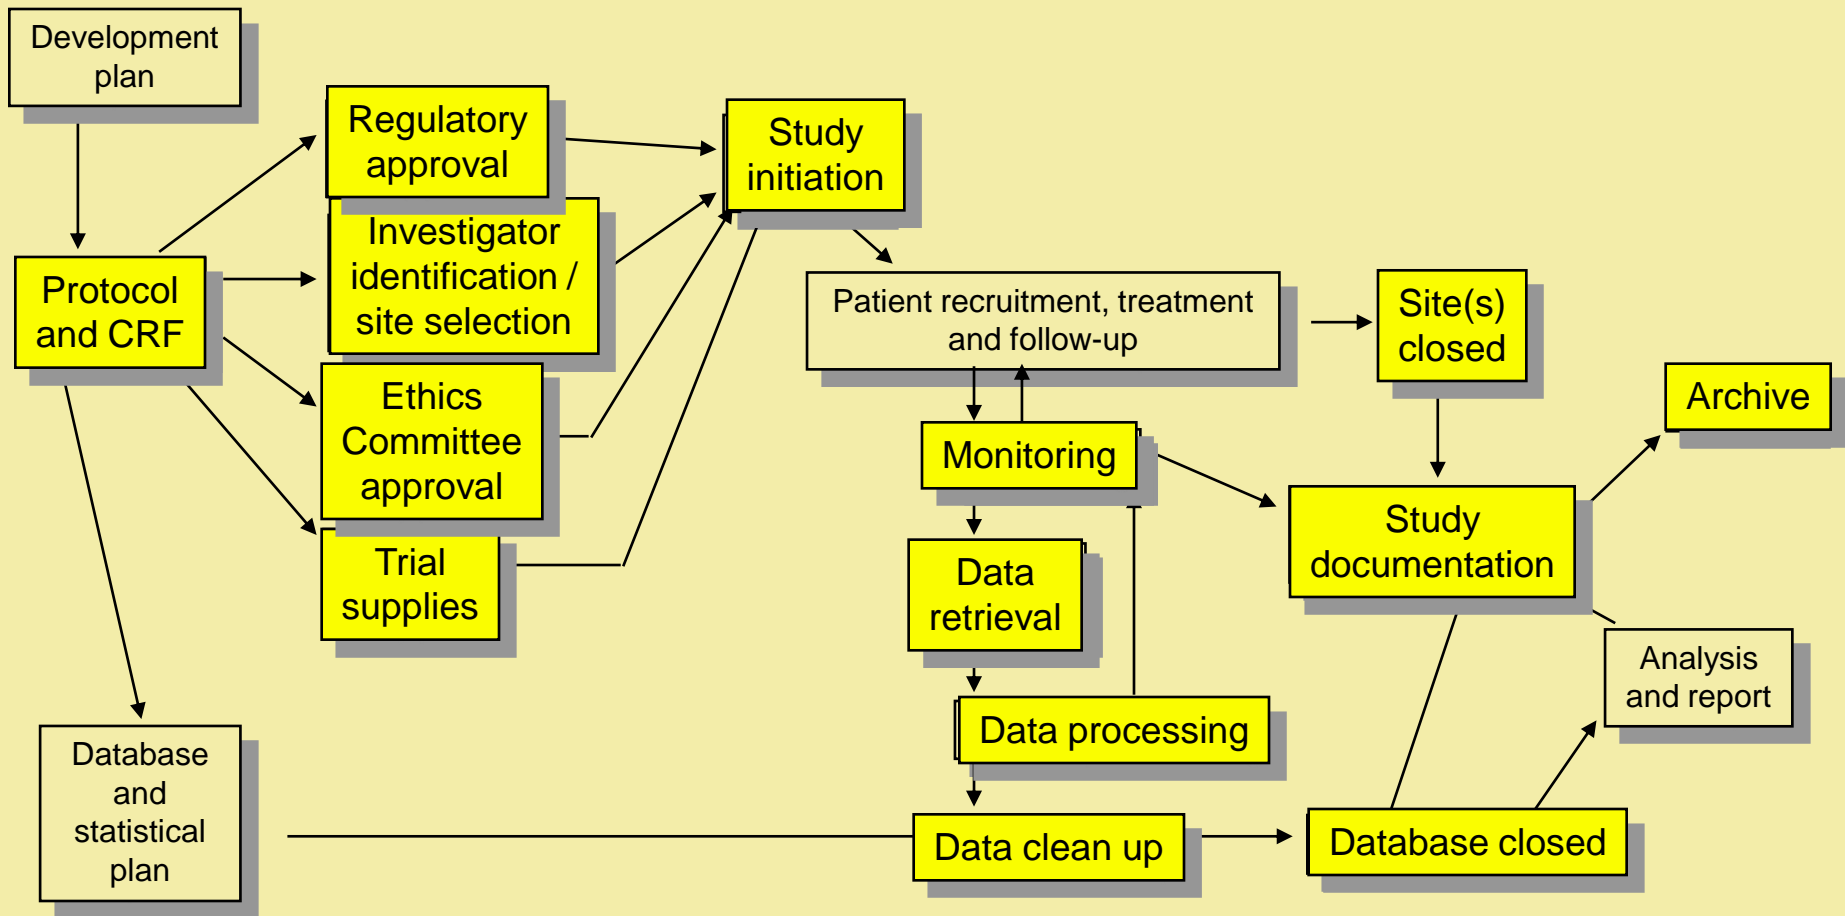 Development
plan
Protocol
and CRF
Regulatory
approval
Investigator
identification /
site selection
Ethics
Committee
approval
Trial
supplies
Database
and
statistical
plan
Study
initiation
Patient recruitment, treatment
and follow-up
Monitoring
Data
retrieval
Data processing
Data clean up
Site(s)
closed
Study
documentation
Database closed
Archive
Analysis
and report